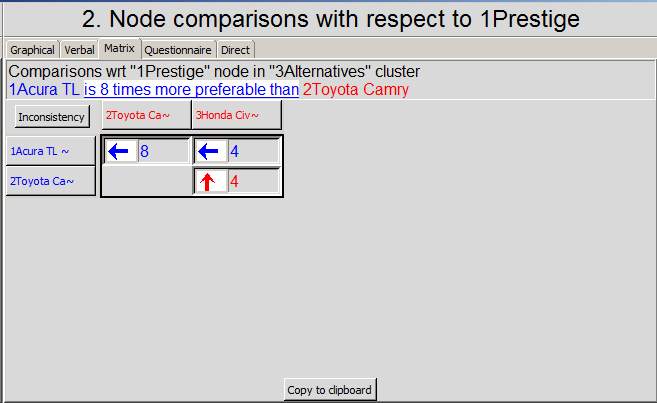 2. Node comparisons with respect to 1Prestige
Graphical Verbal Matrix Questionnaire Direct
Comparisons wrt "1Prestige" node in "3Alternatives" cluster
1Acura TL is 8 times more preferable than 2Toyota Camry
Inconsistency 2Toyota Ca~ 3Honda Civ~
1Acura TL ~ 8 4
2Toyota Ca~ 4
Copy to clipboard